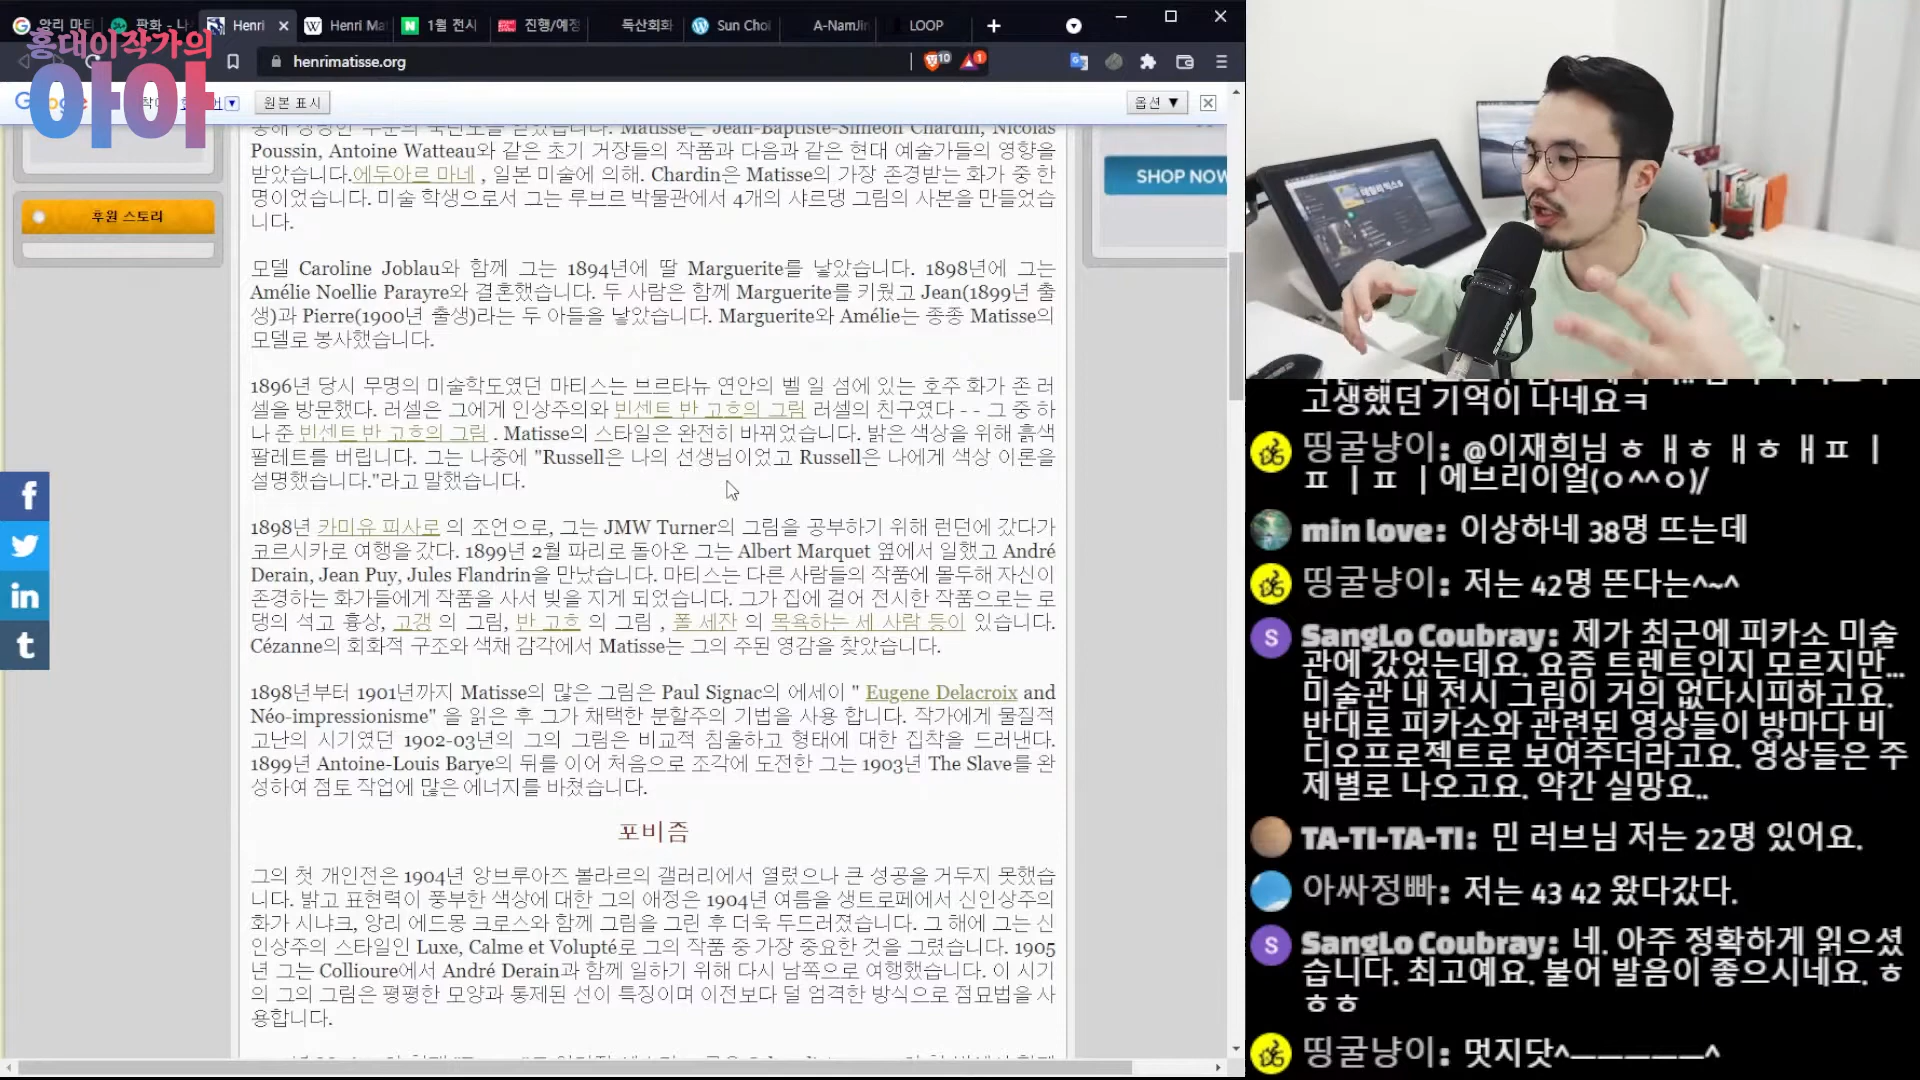 Henri
Henri Ma
1월 전시
진행/예정
독산회화
Sun Choi
A-NamJin
LOOP
henrimatisse.org
10
1
홍대이작가의
아아
원본 표시
옵션 ▼
후원 스토리
SHOP NOW
Matisse는 Jean-Baptiste-Simeon Chardin, Nicolas
Poussin, Antoine Watteau와 같은 초기 거장들의 작품과 다음과 같은 현대 예술가들의 영향을
받았습니다.에두아르 마네 , 일본 미술에 의해. Chardin은 Matisse의 가장 존경받는 화가 중 한
명이었습니다. 미술 학생으로서 그는 루브르 박물관에서 4개의 샤르댕 그림의 사본을 만들었습
니다.
모델 Caroline Joblau와 함께 그는 1894년에 딸 Marguerite를 낳았습니다. 1898년에 그는
Amélie Noellie Parayre와 결혼했습니다. 두 사람은 함께 Marguerite를 키웠고 Jean(1899년 출
생)과 Pierre(1900년 출생)라는 두 아들을 낳았습니다. Marguerite와 Amélie는 종종 Matisse의
모델로 봉사했습니다.
1896년 당시 무명의 미술학도였던 마티스는 브르타뉴 연안의 벨 일 섬에 있는 호주 화가 존 러
셀을 방문했다. 러셀은 그에게 인상주의와 빈센트 반 고흐의 그림 러셀의 친구였다 - - 그 중 하
나 준 빈센트 반 고흐의 그림 . Matisse의 스타일은 완전히 바뀌었습니다. 밝은 색상을 위해 흙색
팔레트를 버립니다. 그는 나중에 "Russell은 나의 선생님이었고 Russell은 나에게 색상 이론을
설명했습니다."라고 말했습니다.
1898년 카미유 피사로 의 조언으로, 그는 JMW Turner의 그림을 공부하기 위해 런던에 갔다가
코르시카로 여행을 갔다. 1899년 2월 파리로 돌아온 그는 Albert Marquet 옆에서 일했고 André
Derain, Jean Puy, Jules Flandrin을 만났습니다. 마티스는 다른 사람들의 작품에 몰두해 자신이
존경하는 화가들에게 작품을 사서 빚을 지게 되었습니다. 그가 집에 걸어 전시한 작품으로는 로
댕의 석고 흉상, 고갱 의 그림, 반 고흐 의 그림 , 폴 세잔 의 목욕하는 세 사람 등이 있습니다.
Cézanne의 회화적 구조와 색채 감각에서 Matisse는 그의 주된 영감을 찾았습니다.
1898년부터 1901년까지 Matisse의 많은 그림은 Paul Signac의 에세이 " Eugene Delacroix and
Néo-impressionisme" 을 읽은 후 그가 채택한 분할주의 기법을 사용 합니다. 작가에게 물질적
고난의 시기였던 1902-03년의 그의 그림은 비교적 침울하고 형태에 대한 집착을 드러낸다.
1899년 Antoine-Louis Barye의 뒤를 이어 처음으로 조각에 도전한 그는 1903년 The Slave를 완
성하여 점토 작업에 많은 에너지를 바쳤습니다.
포비즘
그의 첫 개인전은 1904년 앙브루아즈 볼라르의 갤러리에서 열렸으나 큰 성공을 거두지 못했습
니다. 밝고 표현력이 풍부한 색상에 대한 그의 애정은 1904년 여름을 생트로페에서 신인상주의
화가 시냐크, 앙리 에드몽 크로스와 함께 그림을 그린 후 더욱 두드러졌습니다. 그 해에 그는 신
인상주의 스타일인 Luxe, Calme et Volupté로 그의 작품 중 가장 중요한 것을 그렸습니다. 1905
년 그는 Collioure에서 André Derain과 함께 일하기 위해 다시 남쪽으로 여행했습니다. 이 시기
의 그의 그림은 평평한 모양과 통제된 선이 특징이며 이전보다 덜 엄격한 방식으로 점묘법을 사
용합니다.
고생했던 기억이 나네요ㅋ
띵굴냥이: @이재희님 ㅎㅐㅎㅐㅎㅐㅍㅣ
ㅍㅣㅍㅣ에브리이얼(ㅇ^^ㅇ)/
min love: 이상하네 38명 뜨는데
띵굴냥이: 저는 42명 뜬다는^~^
SangLo Coubray: 제가 최근에 피카소 미술
관에 갔었는데요. 요즘 트렌트인지 모르지만...
미술관 내 전시 그림이 거의 없다시피하고요.
반대로 피카소와 관련된 영상들이 방마다 비
디오프로젝트로 보여주더라고요. 영상들은 주
제별로 나오고요. 약간 실망요..
TA-TI-TA-TI: 민 러브님 저는 22명 있어요.
아싸정빠: 저는 43 42 왔다갔다.
SangLo Coubray: 네. 아주 정확하게 읽으셨
습니다. 최고예요. 불어 발음이 좋으시네요. ㅎ
ㅎㅎ
띵굴냥이: 멋지닷^ㅡㅡㅡㅡㅡ^